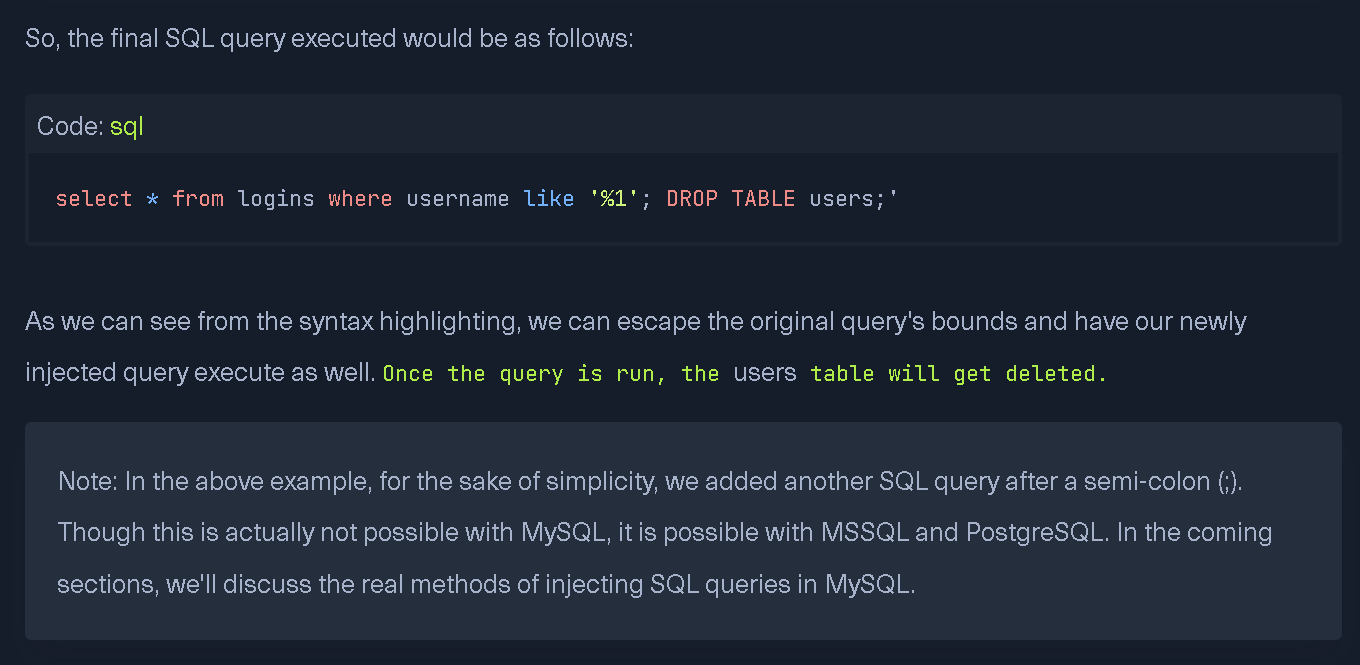 So, the final SQL query executed would be as follows:
Code: sql
select * from logins where username like '%1'; DROP TABLE users;'
As we can see from the syntax highlighting, we can escape the original query's bounds and have our newly
injected query execute as well. Once the query is run, the users table will get deleted.
Note: In the above example, for the sake of simplicity, we added another SQL query after a semi-colon (;).
Though this is actually not possible with MySQL, it is possible with MSSQL and PostgreSQL. In the coming
sections, we'll discuss the real methods of injecting SQL queries in MySQL.